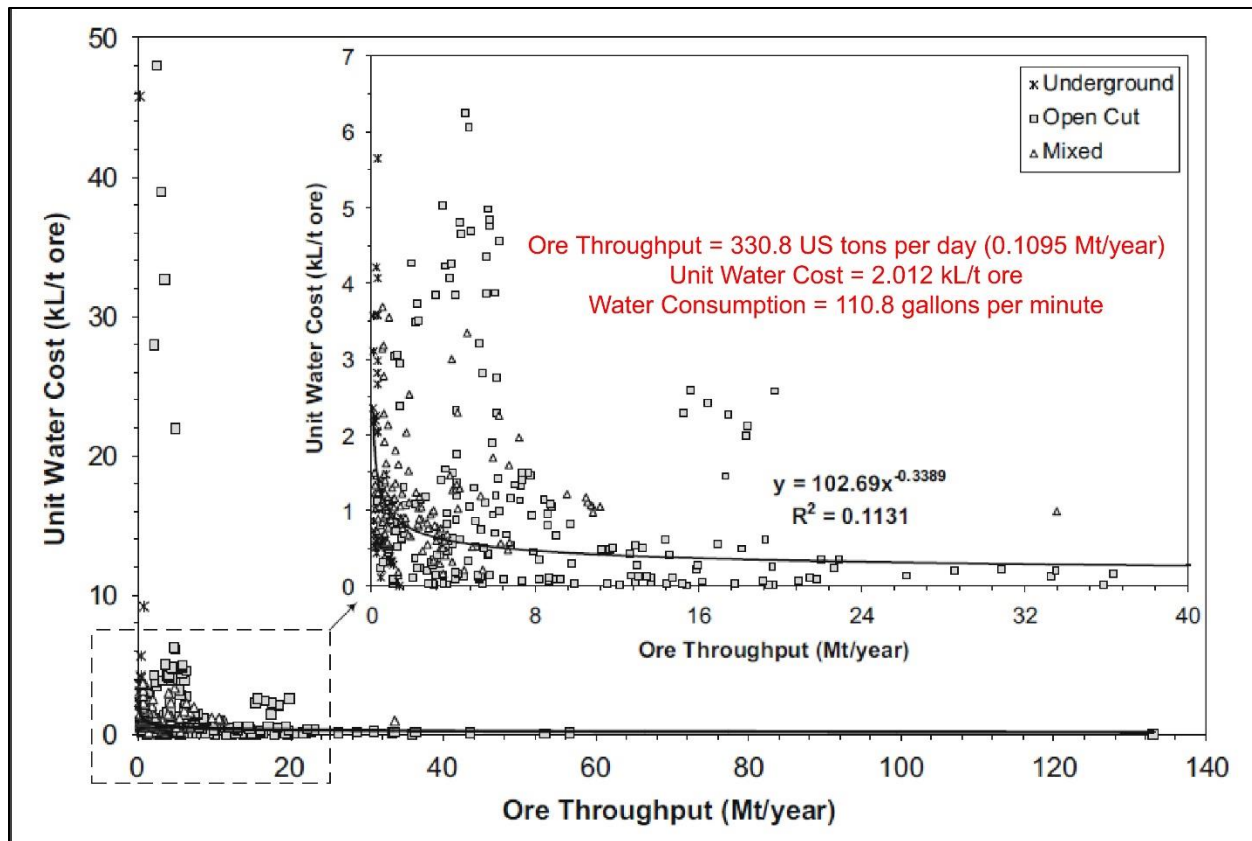 50
40
30
20
10
0
Unit Water Cost (kL/t ore)
0
20
40
60
80
100
120
140
Ore Throughput (Mt/year)
7
6
5
4
3
2
1
0
Unit Water Cost (kL/t ore)
Underground
Open Cut
Mixed
Ore Throughput = 330.8 US tons per day (0.1095 Mt/year)
Unit Water Cost = 2.012 kL/t ore
Water Consumption = 110.8 gallons per minute
y = 102.69x^-0.3389
R² = 0.1131
0
8
16
24
32
40
Ore Throughput (Mt/year)